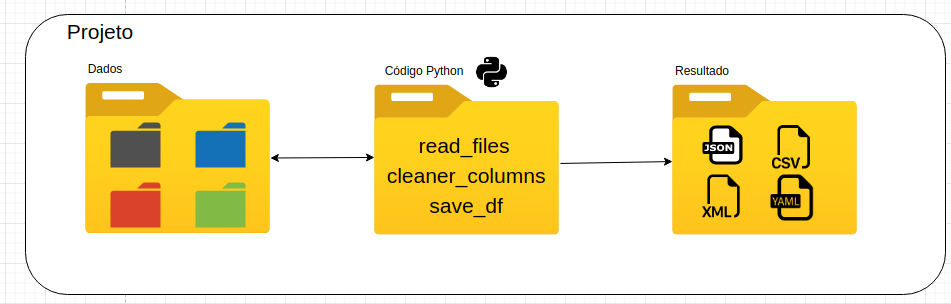 Projeto
Dados
Código Python
Resultado
read_files
cleaner_columns
save_df
JSON
CSV
XML
YAML